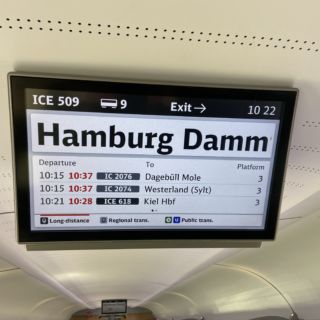 ICE 509 9 Exit→ 10 22
Hamburg Damm
Departure To Platform
10:15 10:37 IC 2076 Dagebüll Mole 3
10:15 10:37 IC 2074 Westerland (Sylt) 3
10:21 10:28 ICE 618 Kiel Hbf 3
Long-distance Regional trans. U Public trans.